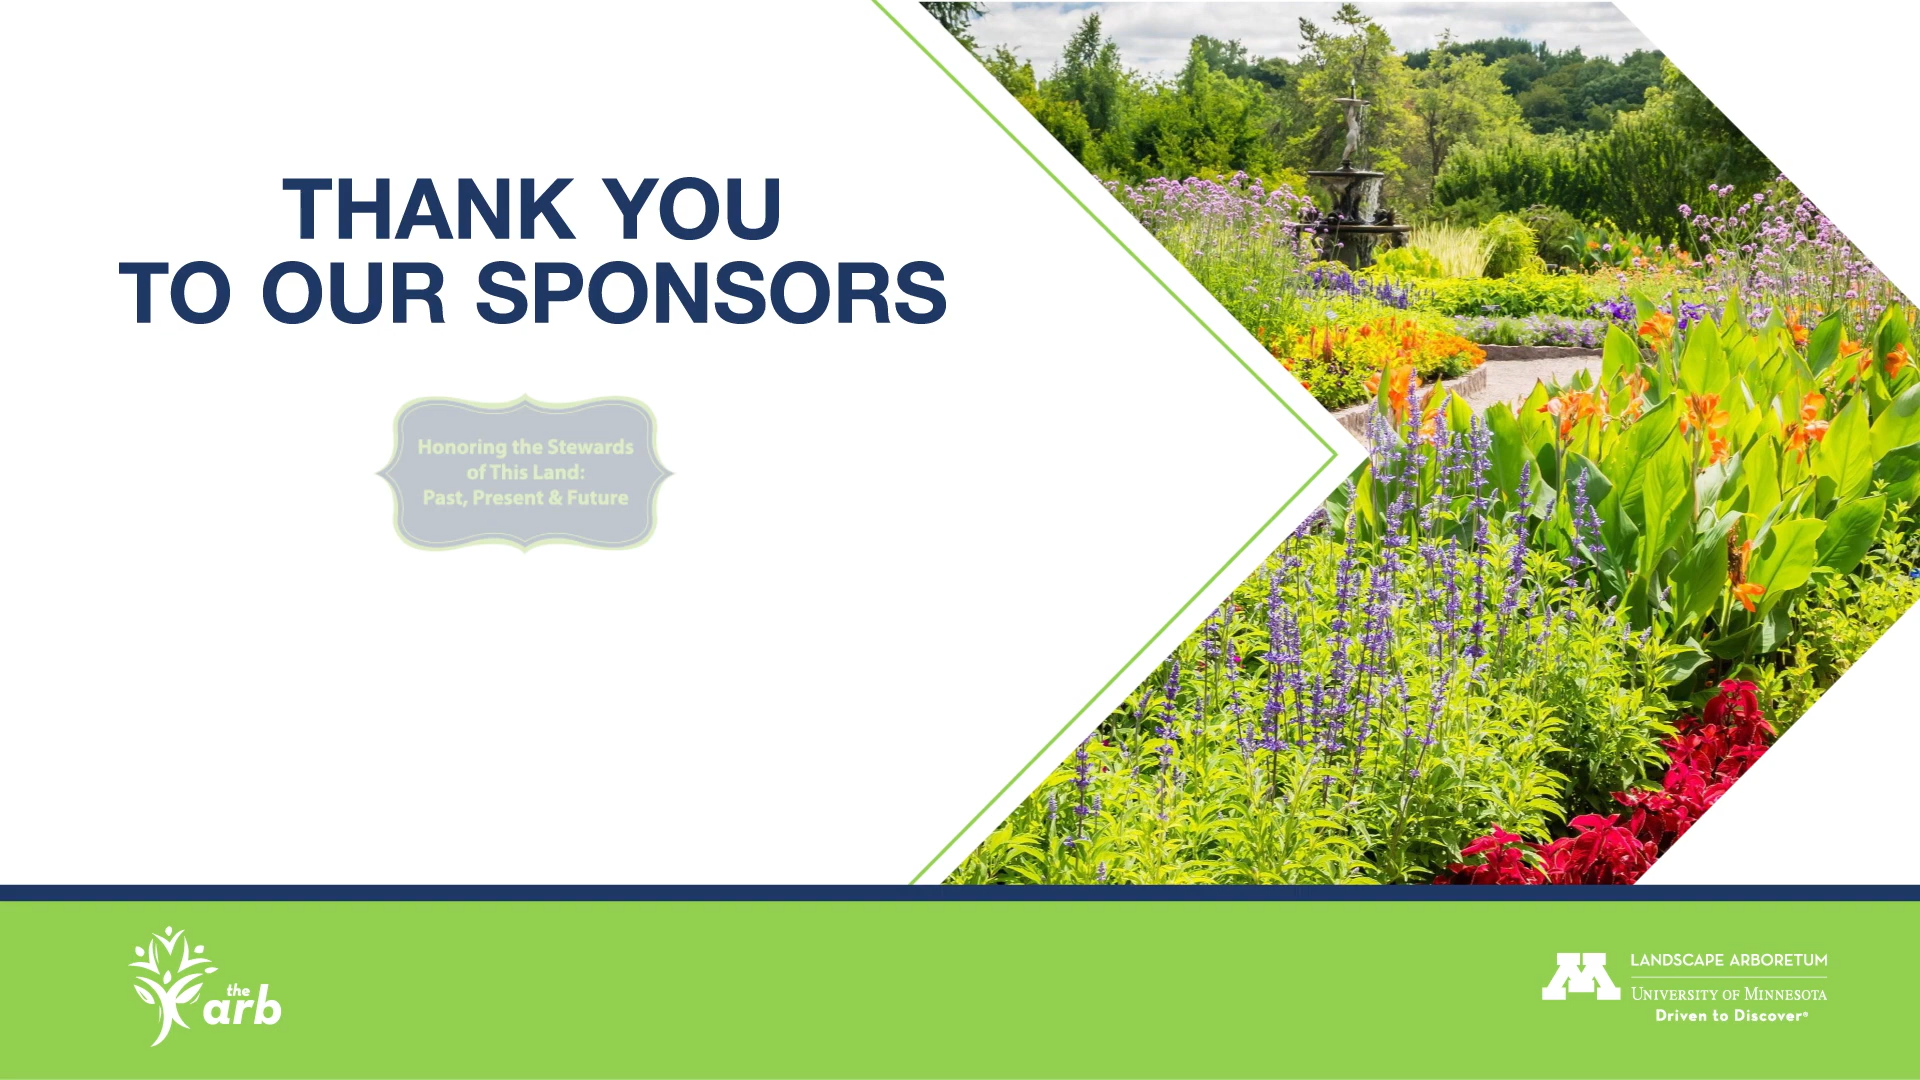 THANK YOU
TO OUR SPONSORS
Honoring the Stewards
of This Land:
Past, Present & Future
the
arb
M
LANDSCAPE ARBORETUM
UNIVERSITY OF MINNESOTA
Driven to Discover®